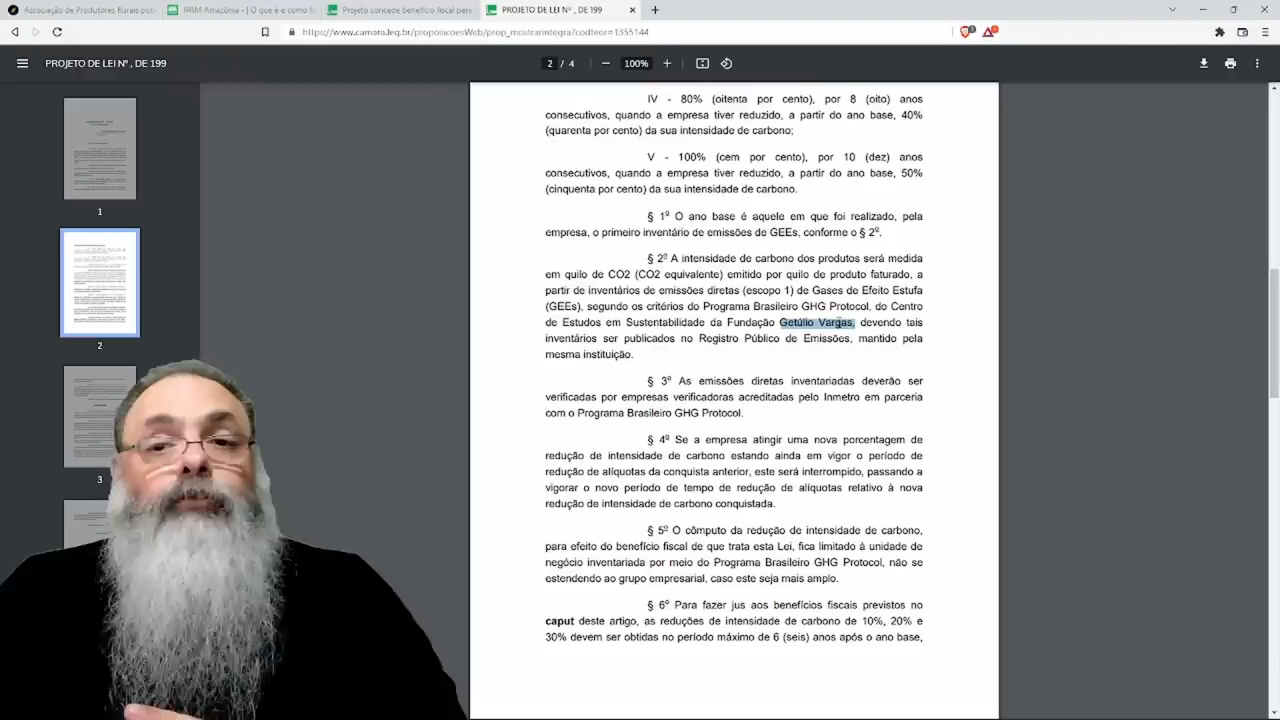 Associação de Produtores Rurais pub
IPAM Amazônia - | O que é e como f
Projeto concede benefício fiscal para
PROJETO DE LEI Nº , DE 199
https://www.camara.leg.br/proposicoesWeb/prop_mostrarintegra?codteor=1355144
PROJETO DE LEI Nº , DE 199
2 / 4
100%
IV - 80% (oitenta por cento), por 8 (oito) anos
consecutivos, quando a empresa tiver reduzido, a partir do ano base, 40%
(quarenta por cento) da sua intensidade de carbono;
V - 100% (cem por cento), por 10 (dez) anos
consecutivos, quando a empresa tiver reduzido, a partir do ano base, 50%
(cinquenta por cento) da sua intensidade de carbono.
§ 1º O ano base é aquele em que foi realizado, pela
empresa, o primeiro inventário de emissões de GEEs, conforme o § 2º.
§ 2º A intensidade de carbono dos produtos será medida
em quilo de CO2 (CO2 equivalente) emitido por quilo de produto faturado, a
partir de inventários de emissões diretas (escopo 1) de Gases de Efeito Estufa
(GEEs), segundo os critérios do Programa Brasileiro GHG Protocol, do Centro
de Estudos em Sustentabilidade da Fundação Getúlio Vargas, devendo tais
inventários ser publicados no Registro Público de Emissões, mantido pela
mesma instituição.
§ 3º As emissões diretas inventariadas deverão ser
verificadas por empresas verificadoras acreditadas pelo Inmetro em parceria
com o Programa Brasileiro GHG Protocol.
§ 4º Se a empresa atingir uma nova porcentagem de
redução de intensidade de carbono estando ainda em vigor o período de
redução de alíquotas da conquista anterior, este será interrompido, passando a
vigorar o novo período de tempo de redução de alíquotas relativo à nova
redução de intensidade de carbono conquistada.
§ 5º O cômputo da redução de intensidade de carbono,
para efeito do benefício fiscal de que trata esta Lei, fica limitado à unidade de
negócio inventariada por meio do Programa Brasileiro GHG Protocol, não se
estendendo ao grupo empresarial, caso este seja mais amplo.
§ 6º Para fazer jus aos benefícios fiscais previstos no
caput deste artigo, as reduções de intensidade de carbono de 10%, 20% e
30% devem ser obtidas no período máximo de 6 (seis) anos após o ano base,
1
2
3